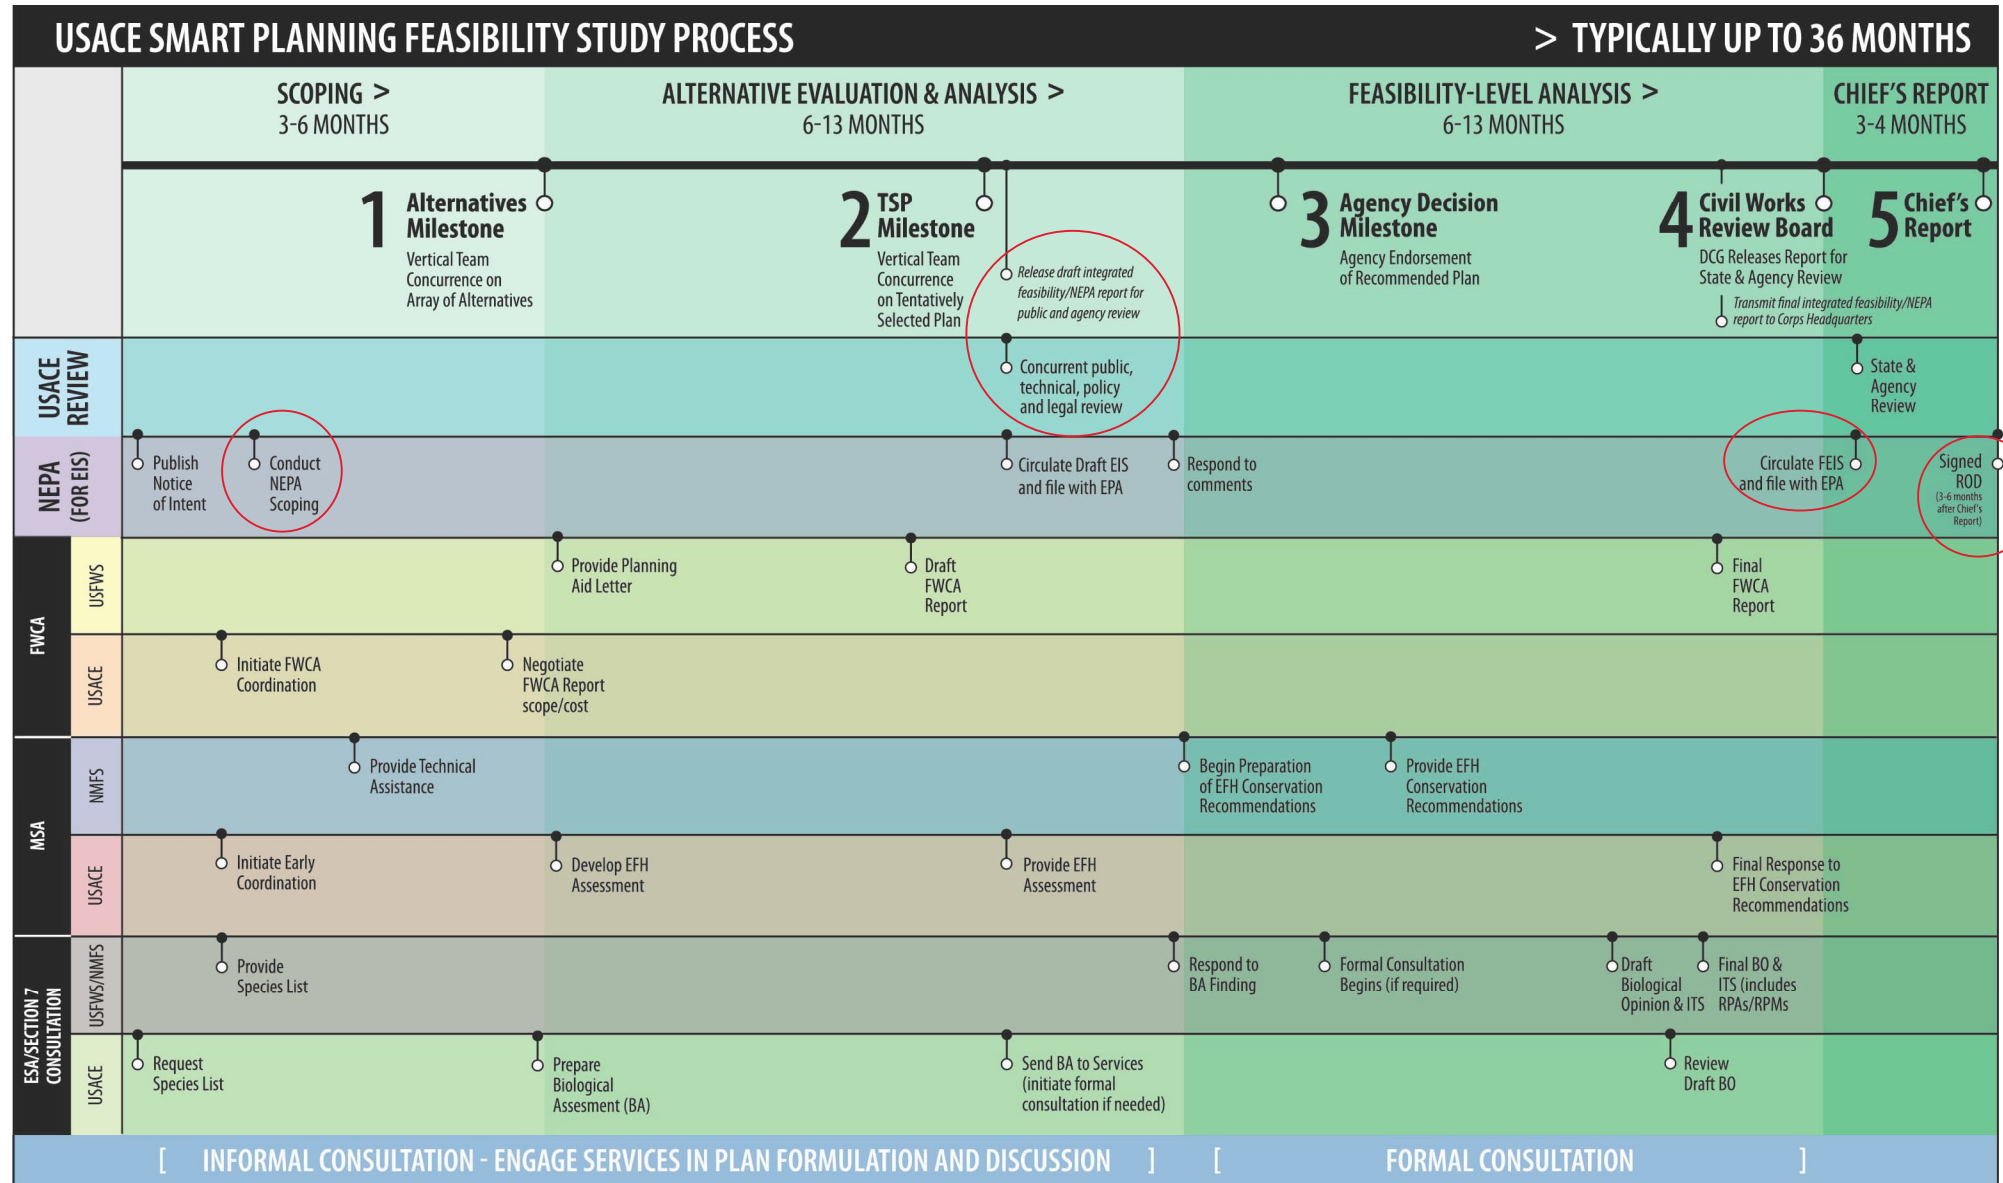 USACE SMART PLANNING FEASIBILITY STUDY PROCESS
> TYPICALLY UP TO 36 MONTHS
SCOPING >
3-6 MONTHS
ALTERNATIVE EVALUATION & ANALYSIS >
6-13 MONTHS
FEASIBILITY-LEVEL ANALYSIS >
6-13 MONTHS
CHIEF'S REPORT
3-4 MONTHS
1
Alternatives
Milestone
Vertical Team
Concurrence on
Array of Alternatives
2
TSP
Milestone
Vertical Team
Concurrence
on Tentatively
Selected Plan
Release draft integrated
feasibility/NEPA report for
public and agency review
3
Agency Decision
Milestone
Agency Endorsement
of Recommended Plan
4
Civil Works
Review Board
DCG Releases Report for
State & Agency Review
Transmit final integrated feasibility/NEPA
report to Corps Headquarters
5
Chief's
Report
USACE
REVIEW
Concurrent public,
technical, policy
and legal review
State &
Agency
Review
NEPA
(FOR EIS)
Publish
Notice
of Intent
Conduct
NEPA
Scoping
Circulate Draft EIS
and file with EPA
Respond to
comments
Circulate FEIS
and file with EPA
Signed
ROD
(3-6 months
after Chief's
Report)
FWCA
USFWS
Provide Planning
Aid Letter
Draft
FWCA
Report
Final
FWCA
Report
USACE
Initiate FWCA
Coordination
Negotiate
FWCA Report
scope/cost
MSA
NMFS
Provide Technical
Assistance
Begin Preparation
of EFH Conservation
Recommendations
Provide EFH
Conservation
Recommendations
USACE
Initiate Early
Coordination
Develop EFH
Assessment
Provide EFH
Assessment
Final Response to
EFH Conservation
Recommendations
ESA/SECTION 7
CONSULTATION
USFWS/NMFS
Provide
Species List
Respond to
BA Finding
Formal Consultation
Begins (if required)
Draft
Biological
Opinion & ITS
Final BO &
ITS (includes
RPAs/RPMs
USACE
Request
Species List
Prepare
Biological
Assesment (BA)
Send BA to Services
(initiate formal
consultation if needed)
Review
Draft BO
[ INFORMAL CONSULTATION - ENGAGE SERVICES IN PLAN FORMULATION AND DISCUSSION ]
[ FORMAL CONSULTATION ]